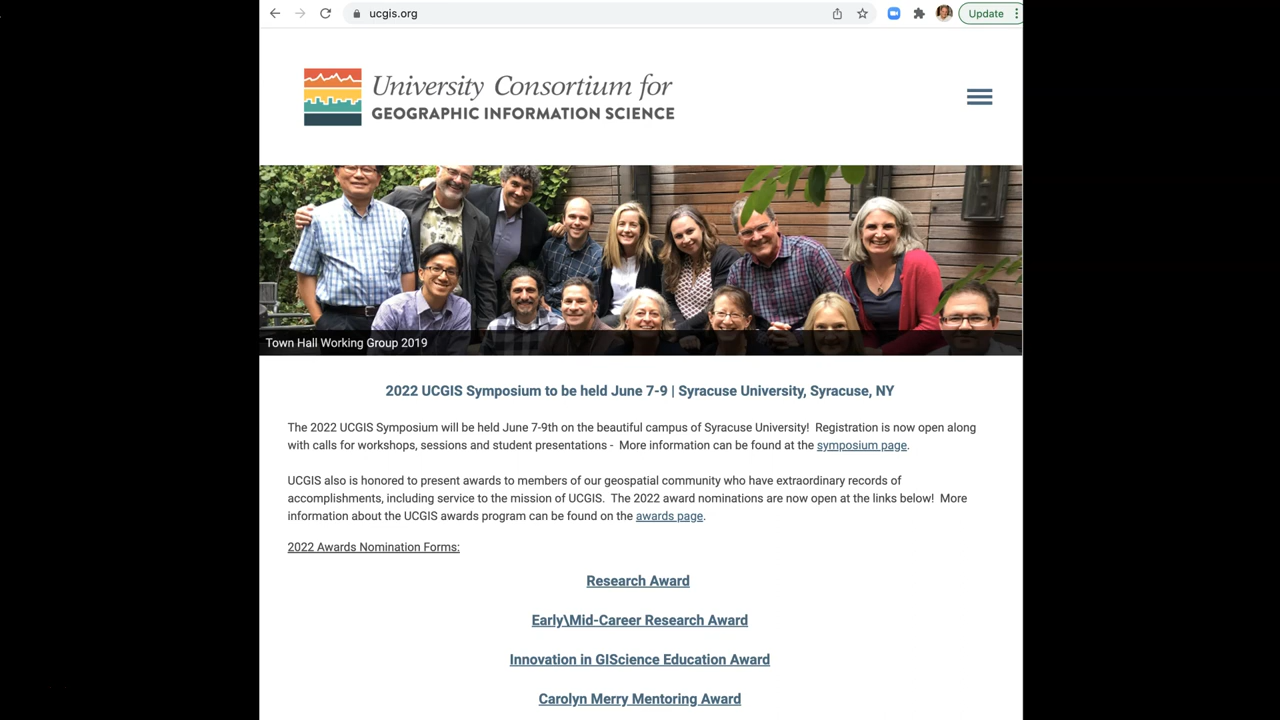 ucgis.org
Update
University Consortium for
GEOGRAPHIC INFORMATION SCIENCE
Town Hall Working Group 2019
2022 UCGIS Symposium to be held June 7-9 | Syracuse University, Syracuse, NY
The 2022 UCGIS Symposium will be held June 7-9th on the beautiful campus of Syracuse University!  Registration is now open along
with calls for workshops, sessions and student presentations -  More information can be found at the symposium page.
UCGIS also is honored to present awards to members of our geospatial community who have extraordinary records of
accomplishments, including service to the mission of UCGIS.  The 2022 award nominations are now open at the links below!  More
information about the UCGIS awards program can be found on the awards page.
2022 Awards Nomination Forms:
Research Award
Early\Mid-Career Research Award
Innovation in GIScience Education Award
Carolyn Merry Mentoring Award